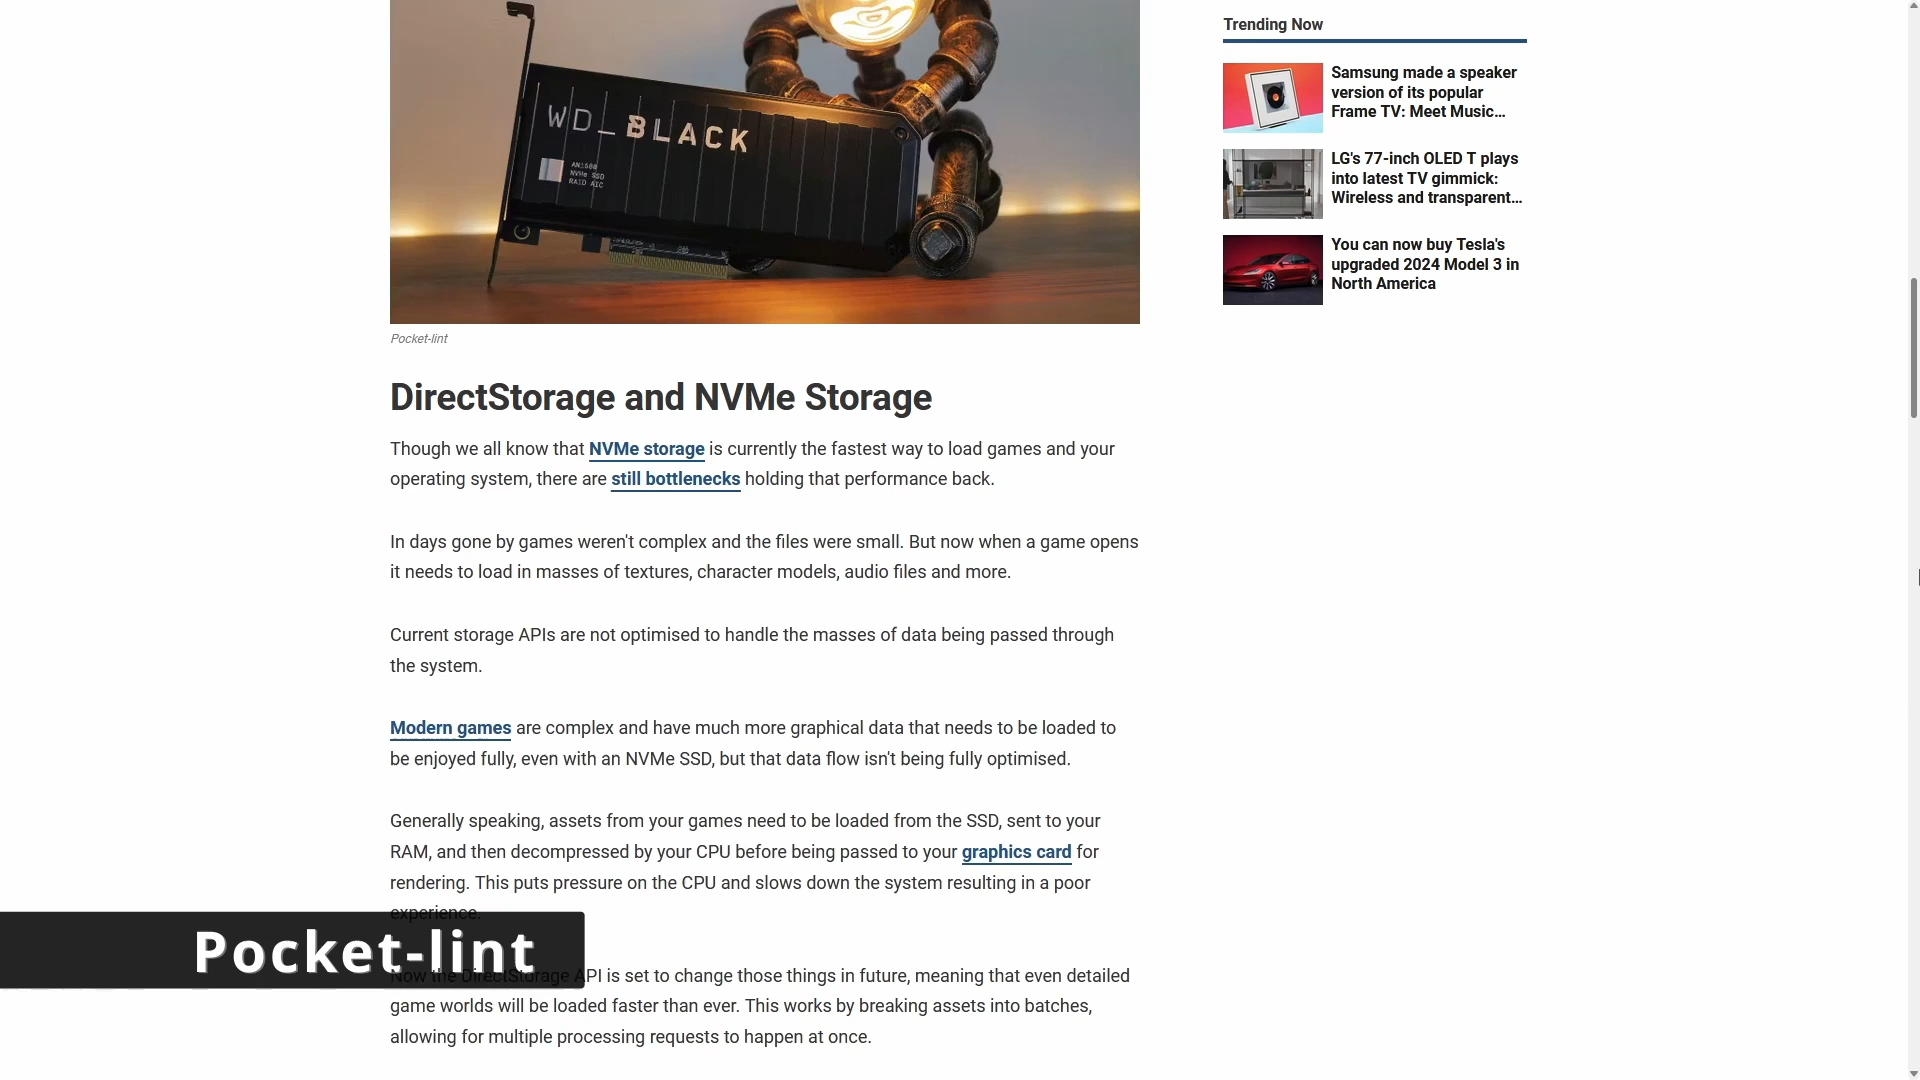 WD_BLACK
AN1500
NVMe SSD
RAID AIC
Pocket-lint
DirectStorage and NVMe Storage
Though we all know that NVMe storage is currently the fastest way to load games and your
operating system, there are still bottlenecks holding that performance back.
In days gone by games weren't complex and the files were small. But now when a game opens
it needs to load in masses of textures, character models, audio files and more.
Current storage APIs are not optimised to handle the masses of data being passed through
the system.
Modern games are complex and have much more graphical data that needs to be loaded to
be enjoyed fully, even with an NVMe SSD, but that data flow isn't being fully optimised.
Generally speaking, assets from your games need to be loaded from the SSD, sent to your
RAM, and then decompressed by your CPU before being passed to your graphics card for
rendering. This puts pressure on the CPU and slows down the system resulting in a poor
experience.
Pocket-lint
Now the DirectStorage API is set to change those things in future, meaning that even detailed
game worlds will be loaded faster than ever. This works by breaking assets into batches,
allowing for multiple processing requests to happen at once.
Trending Now
Samsung made a speaker
version of its popular
Frame TV: Meet Music...
LG's 77-inch OLED T plays
into latest TV gimmick:
Wireless and transparent...
You can now buy Tesla's
upgraded 2024 Model 3 in
North America